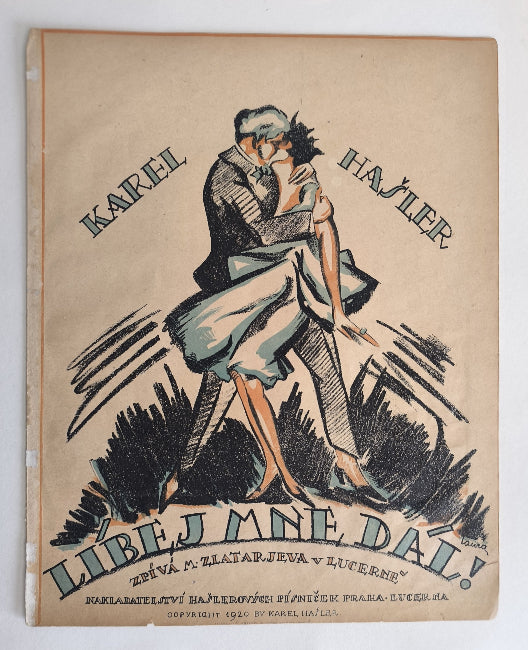 KAREL HAŠLER
LÍBEJ MNE DÁL!
ZPÍVÁ M. ZLATARJEVA V LUCERNĚ
NAKLADATELSTVÍ HAŠLEROVÝCH PÍSNIČEK PRAHA - LUCERNA
COPYRIGHT 1920 BY KAREL HAŠLER